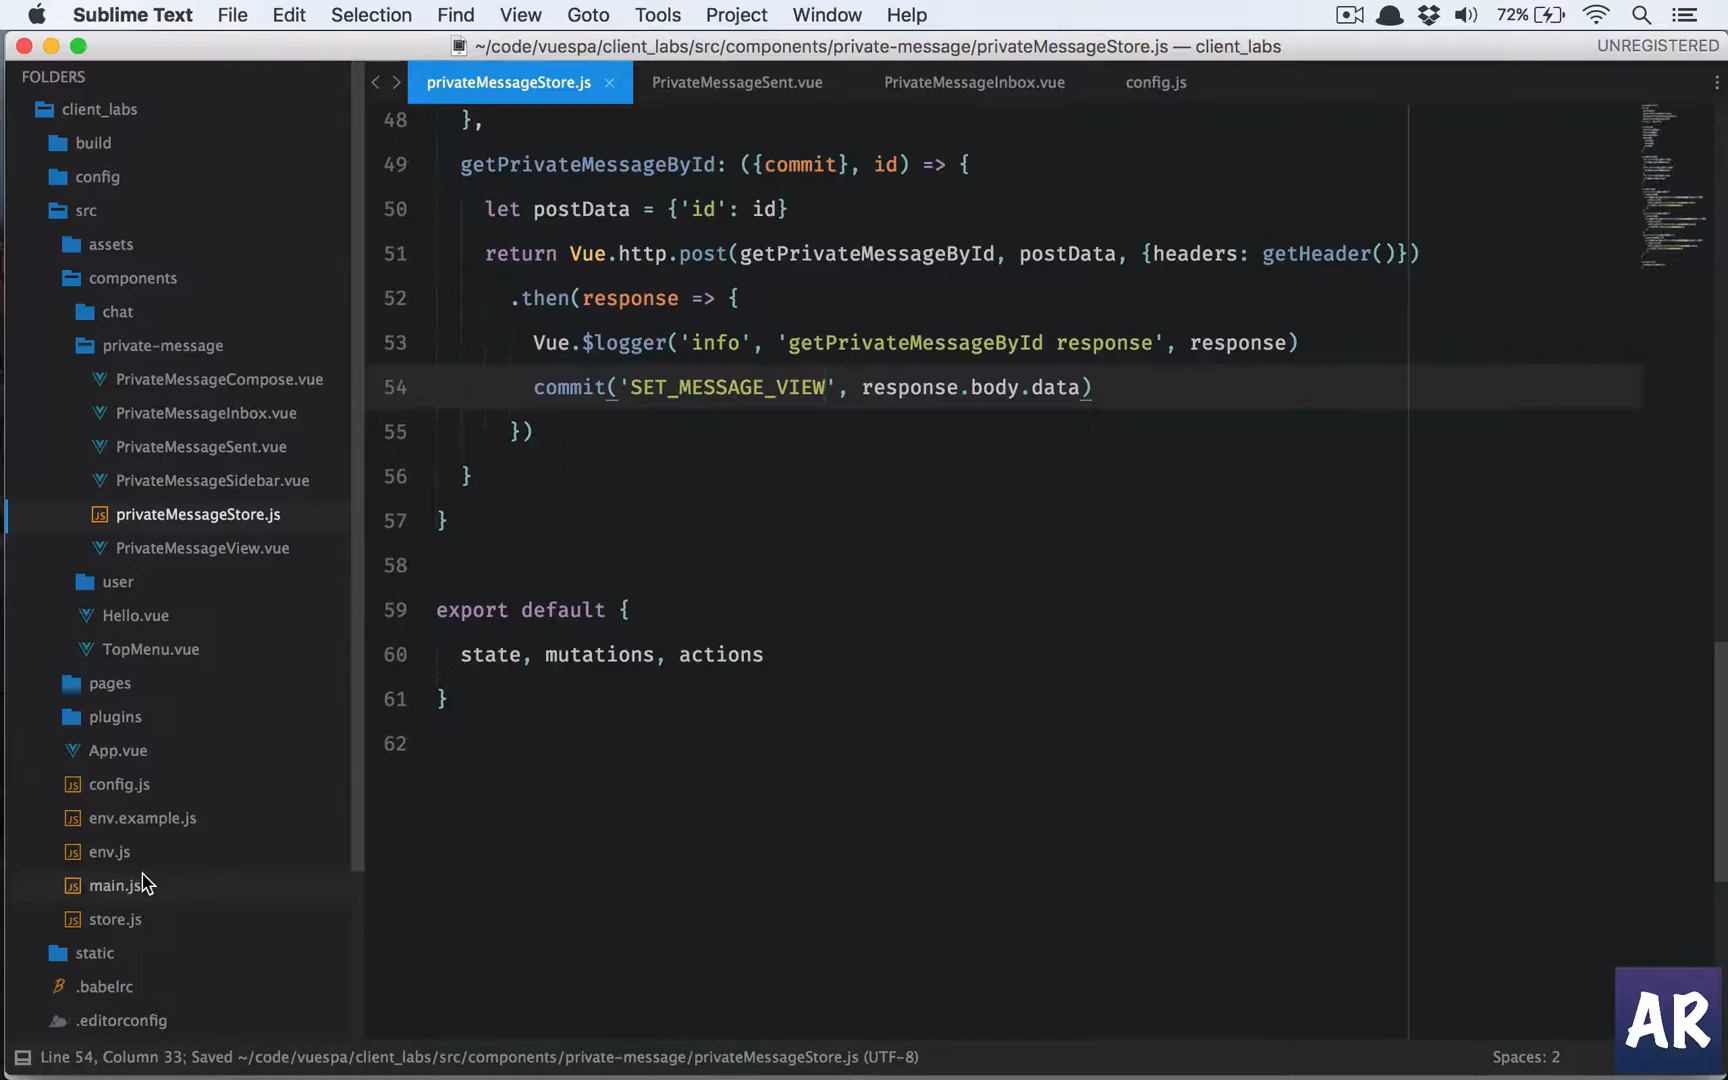 Sublime Text File Edit Selection Find View Goto Tools Project Window Help 72%
~/code/vuespa/client_labs/src/components/private-message/privateMessageStore.js — client_labs UNREGISTERED
FOLDERS
client_labs
build
config
src
assets
components
chat
private-message
PrivateMessageCompose.vue
PrivateMessageInbox.vue
PrivateMessageSent.vue
PrivateMessageSidebar.vue
privateMessageStore.js
PrivateMessageView.vue
user
Hello.vue
TopMenu.vue
pages
plugins
App.vue
config.js
env.example.js
env.js
main.js
store.js
static
.babelrc
.editorconfig
privateMessageStore.js × PrivateMessageSent.vue PrivateMessageInbox.vue config.js
48 },
49 getPrivateMessageById: ({commit}, id) => {
50 let postData = {'id': id}
51 return Vue.http.post(getPrivateMessageById, postData, {headers: getHeader()})
52 .then(response => {
53 Vue.$logger('info', 'getPrivateMessageById response', response)
54 commit('SET_MESSAGE_VIEW', response.body.data)
55 })
56 }
57 }
58
59 export default {
60 state, mutations, actions
61 }
62
AR
Line 54, Column 33; Saved ~/code/vuespa/client_labs/src/components/private-message/privateMessageStore.js (UTF-8) Spaces: 2